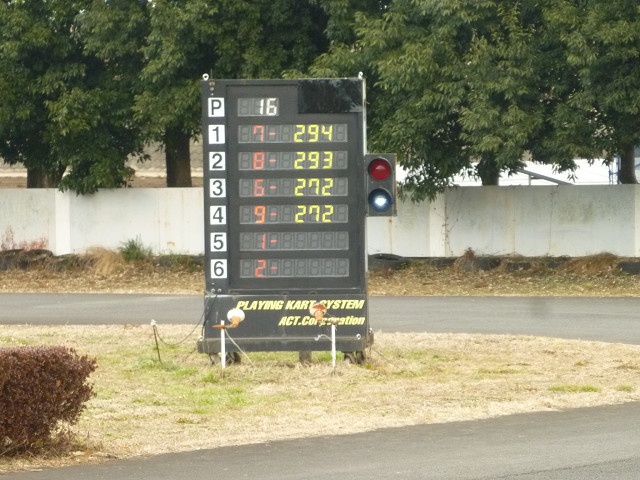 P 16
1 7- 294
2 8- 293
3 6- 272
4 9- 272
5 1-
6 2-
PLAYING KART SYSTEM
ACT.Corporation